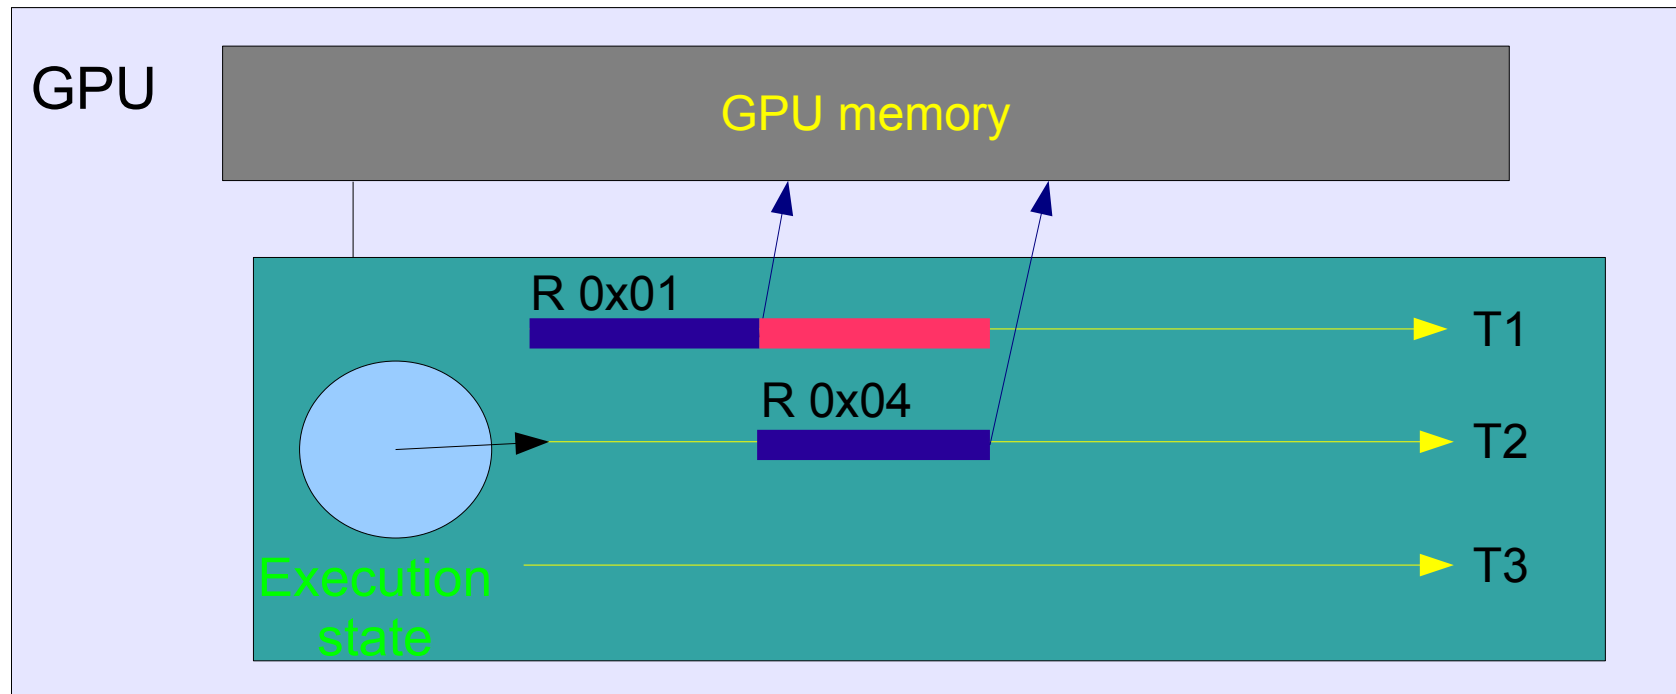 GPU
GPU memory
R 0x01
T1
R 0x04
T2
T3
Execution
state